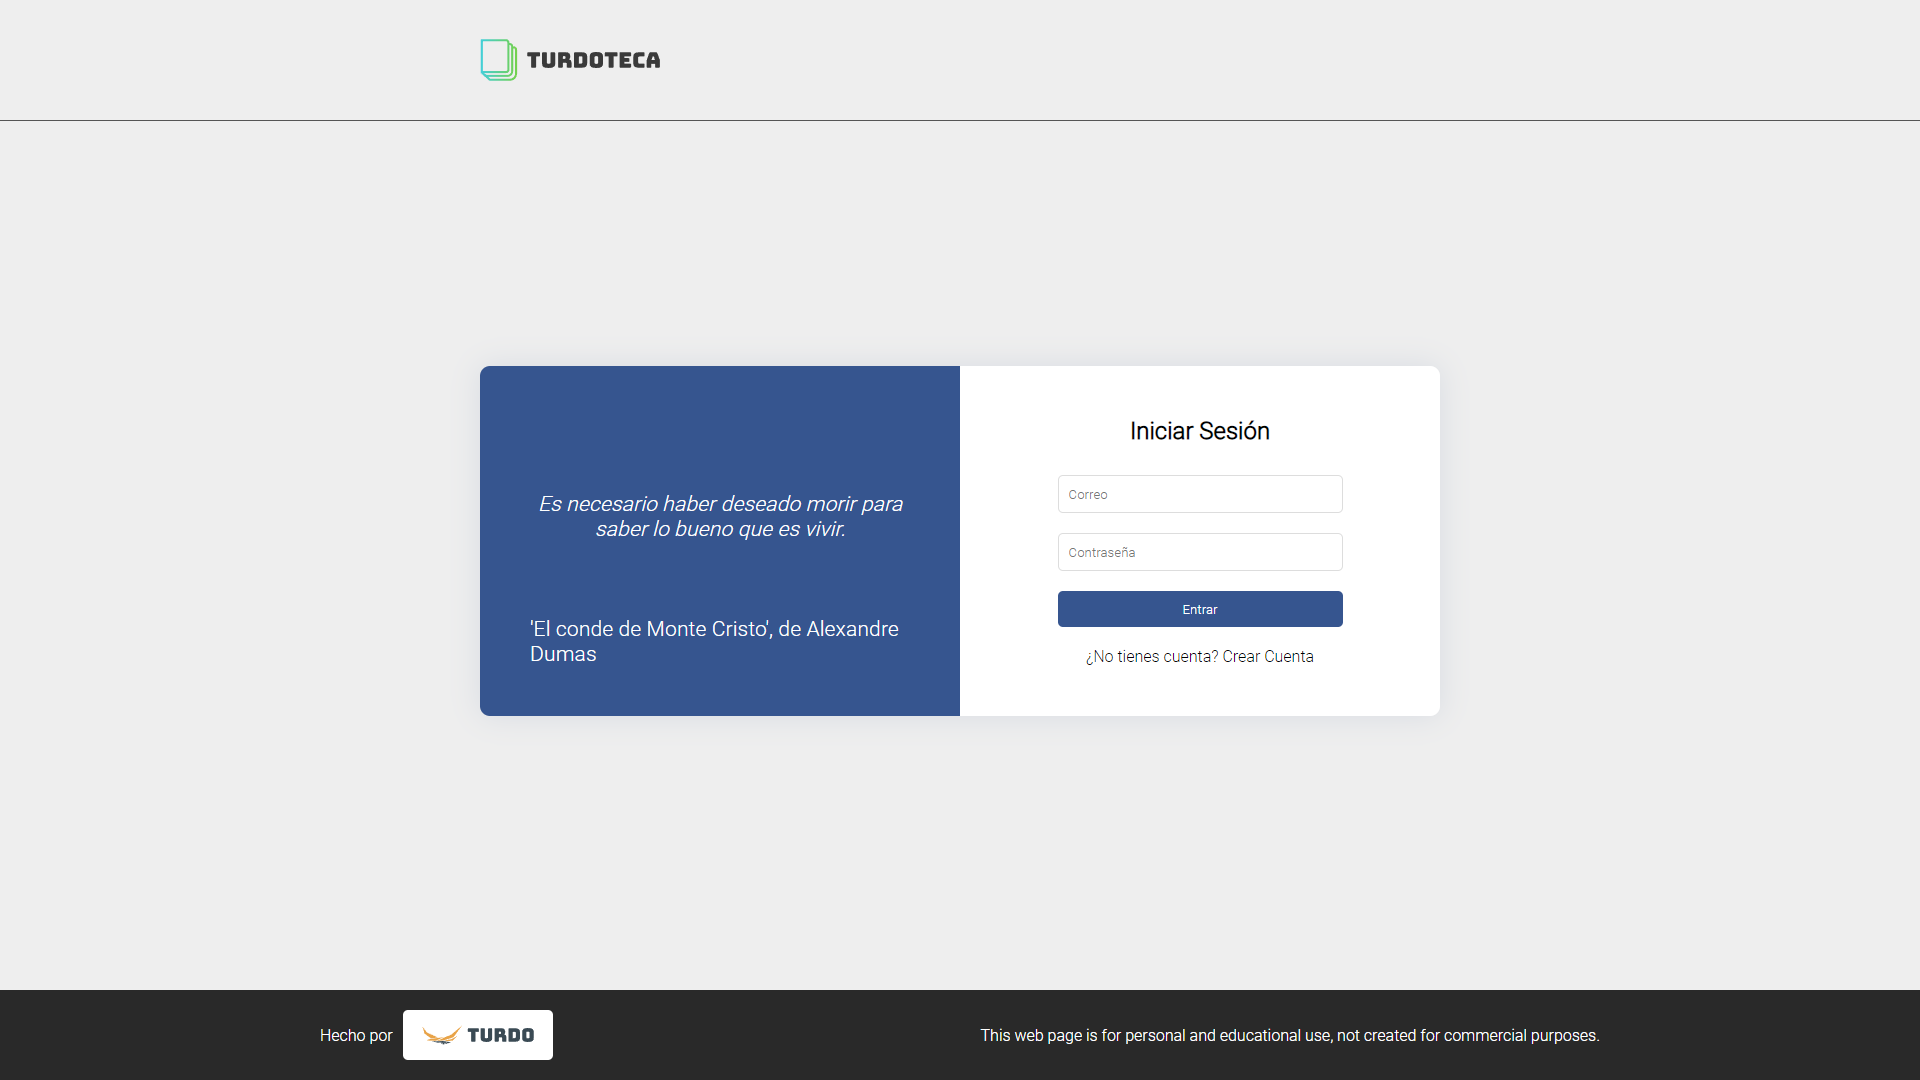 TURDOTECA
Es necesario haber deseado morir para
saber lo bueno que es vivir.
'El conde de Monte Cristo', de Alexandre
Dumas
Iniciar Sesión
Correo
Contraseña
Entrar
¿No tienes cuenta? Crear Cuenta
Hecho por
TURDO
This web page is for personal and educational use, not created for commercial purposes.